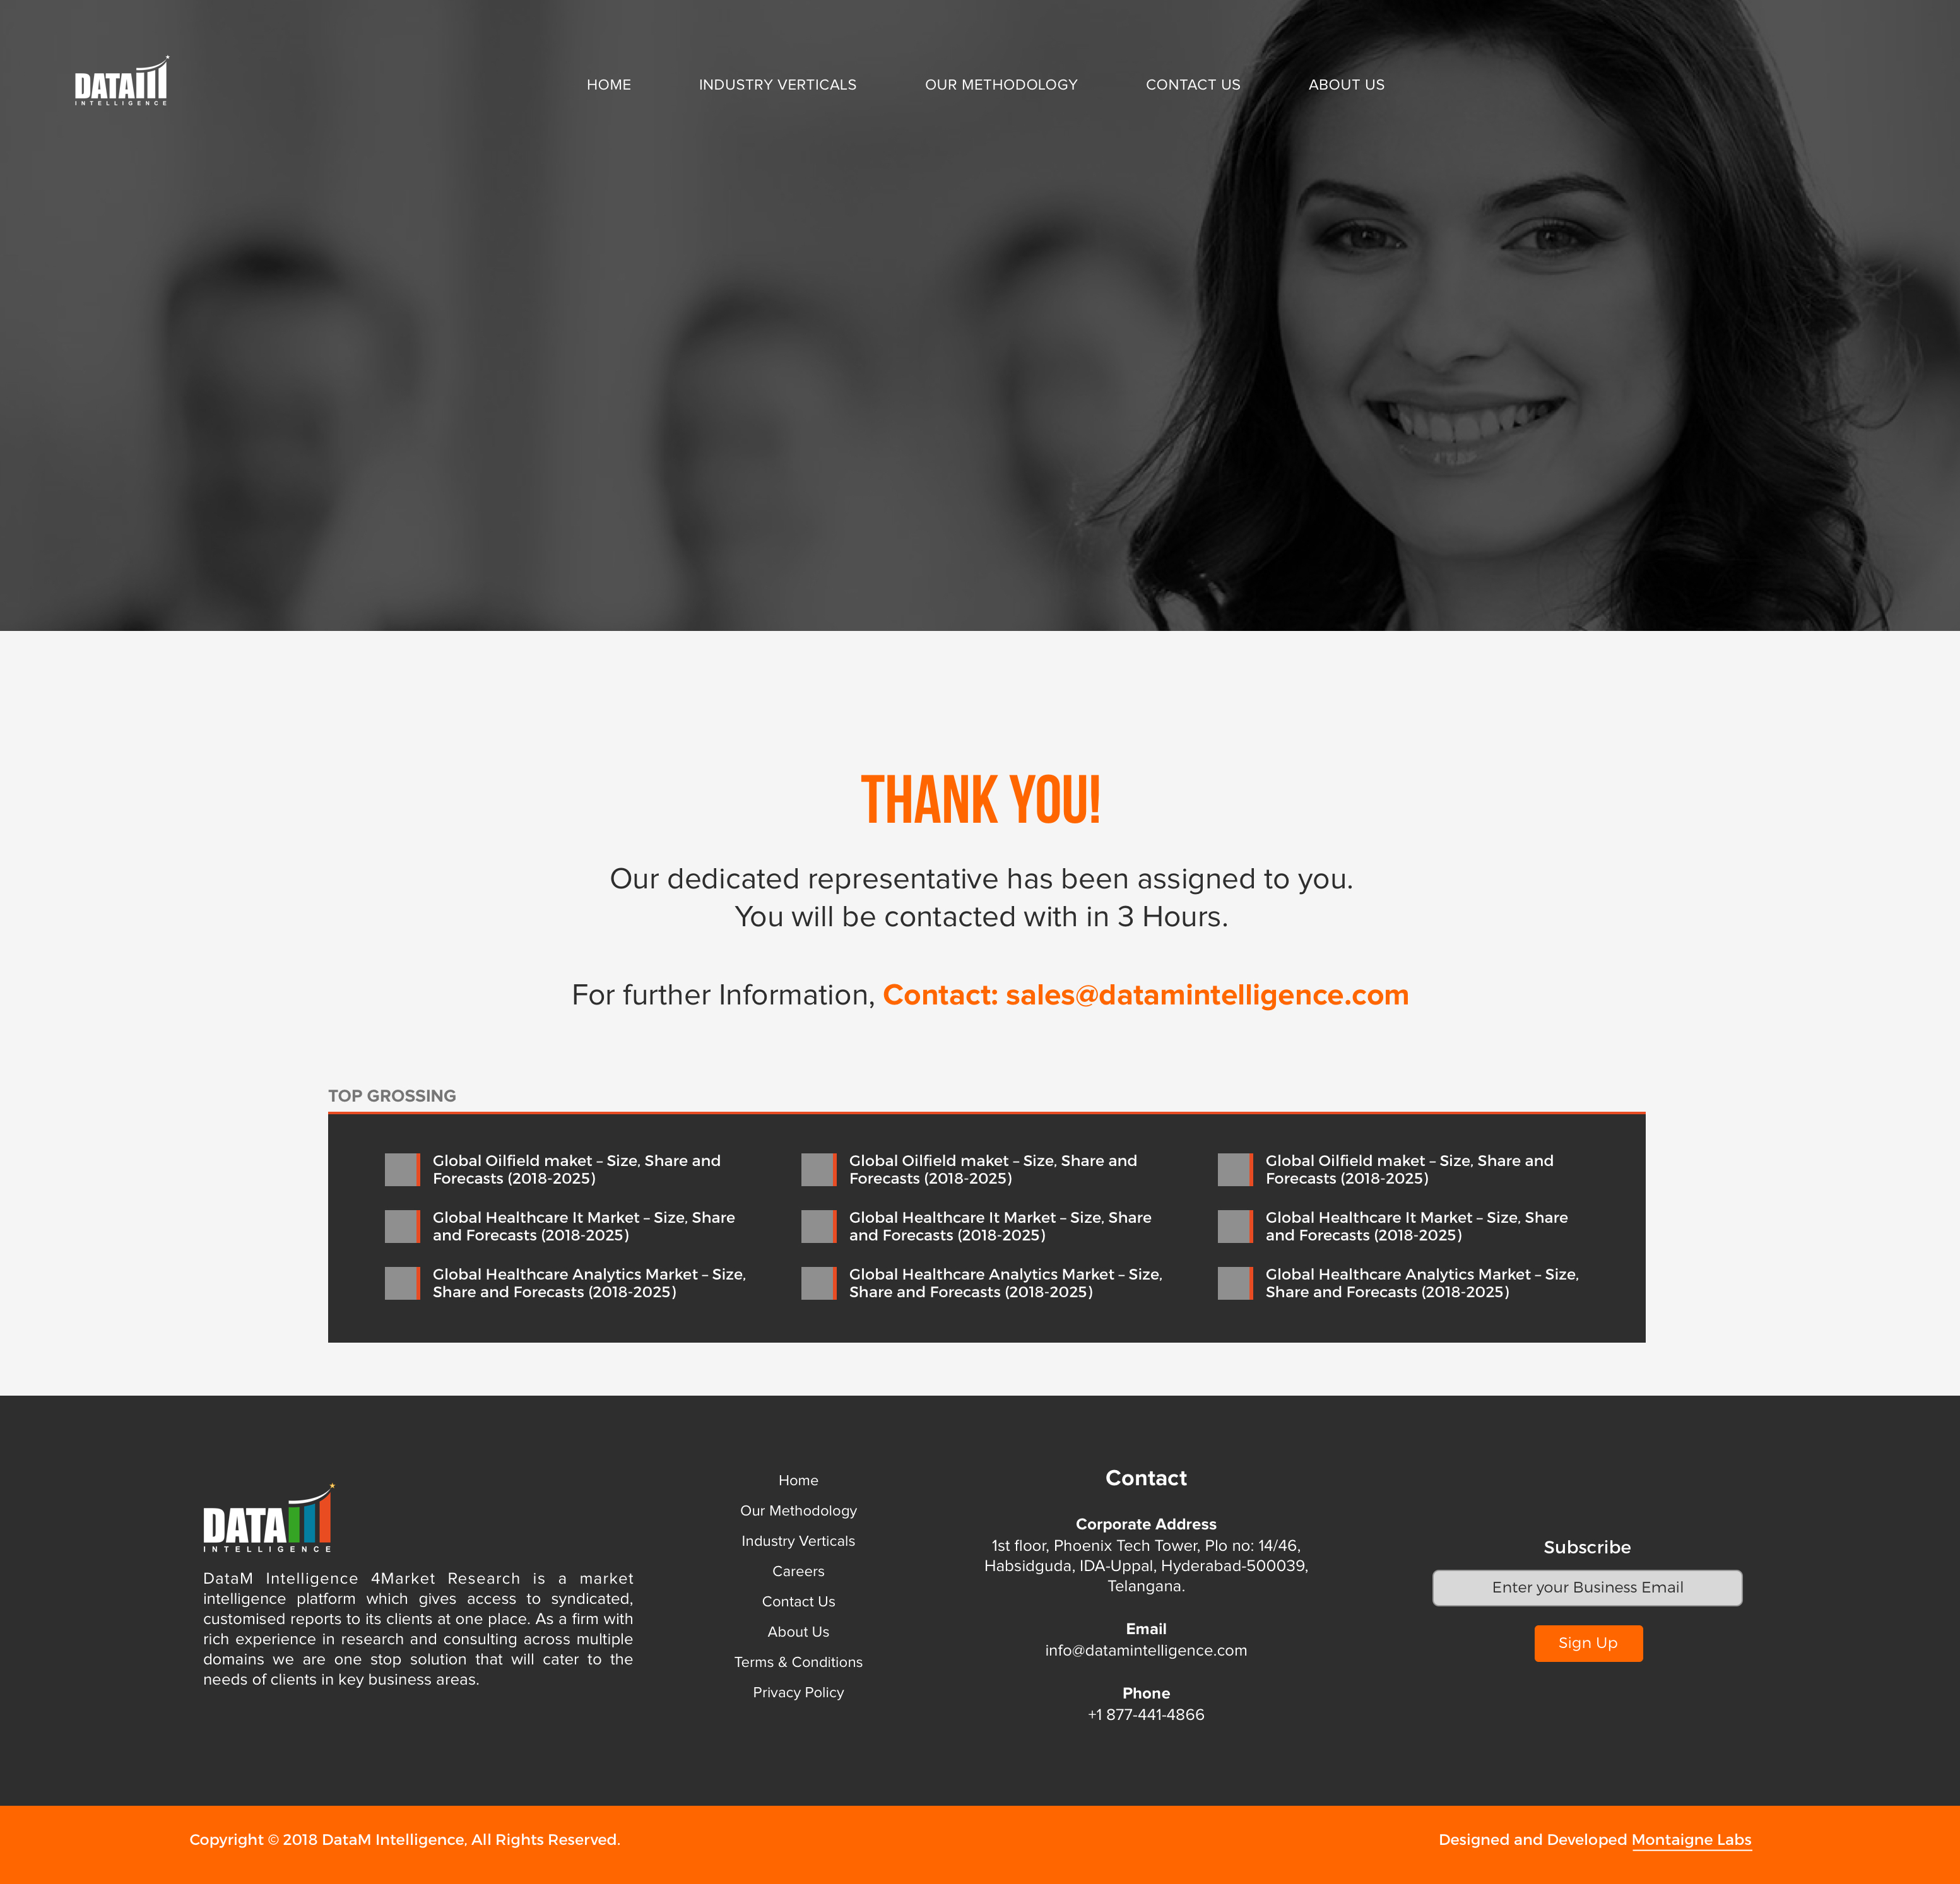 DATAM
INTELLIGENCE
HOME
INDUSTRY VERTICALS
OUR METHODOLOGY
CONTACT US
ABOUT US
THANK YOU!
Our dedicated representative has been assigned to you.
You will be contacted with in 3 Hours.
For further Information, Contact: sales@datamintelligence.com
TOP GROSSING
Global Oilfield maket – Size, Share and
Forecasts (2018-2025)
Global Healthcare It Market – Size, Share
and Forecasts (2018-2025)
Global Healthcare Analytics Market – Size,
Share and Forecasts (2018-2025)
Global Oilfield maket – Size, Share and
Forecasts (2018-2025)
Global Healthcare It Market – Size, Share
and Forecasts (2018-2025)
Global Healthcare Analytics Market – Size,
Share and Forecasts (2018-2025)
Global Oilfield maket – Size, Share and
Forecasts (2018-2025)
Global Healthcare It Market – Size, Share
and Forecasts (2018-2025)
Global Healthcare Analytics Market – Size,
Share and Forecasts (2018-2025)
DATAM
INTELLIGENCE
DataM Intelligence 4Market Research is a market
intelligence platform which gives access to syndicated,
customised reports to its clients at one place. As a firm with
rich experience in research and consulting across multiple
domains we are one stop solution that will cater to the
needs of clients in key business areas.
Home
Our Methodology
Industry Verticals
Careers
Contact Us
About Us
Terms & Conditions
Privacy Policy
Contact
Corporate Address
1st floor, Phoenix Tech Tower, Plo no: 14/46,
Habsidguda, IDA-Uppal, Hyderabad-500039,
Telangana.
Email
info@datamintelligence.com
Phone
+1 877-441-4866
Subscribe
Enter your Business Email
Sign Up
Copyright © 2018 DataM Intelligence, All Rights Reserved.
Designed and Developed Montaigne Labs